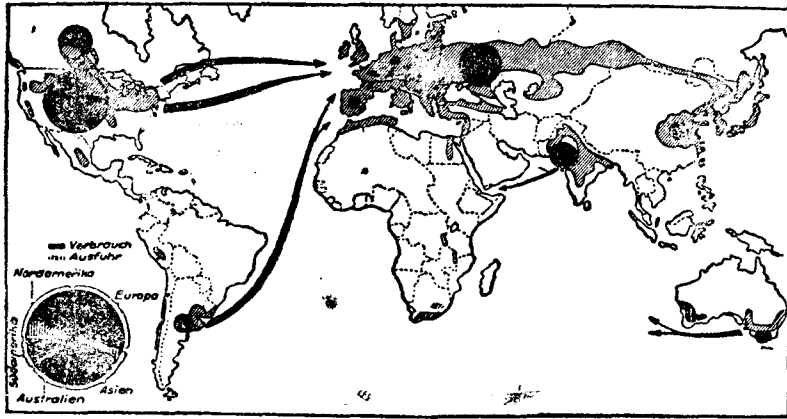 Verbrauch
Ausfuhr
Nordamerika
Europa
Südamerika
Australien
Asien